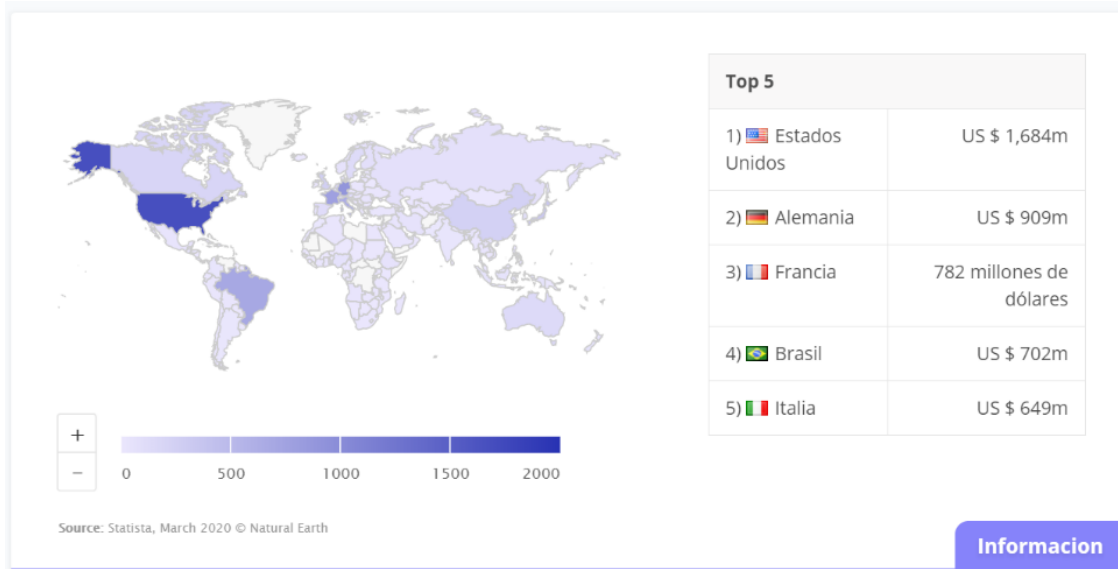 Top 5
1) Estados
Unidos
US $ 1,684m
2) Alemania
US $ 909m
3) Francia
782 millones de
dólares
4) Brasil
US $ 702m
5) Italia
US $ 649m
+
−
0 500 1000 1500 2000
Source: Statista, March 2020 © Natural Earth
Informacion